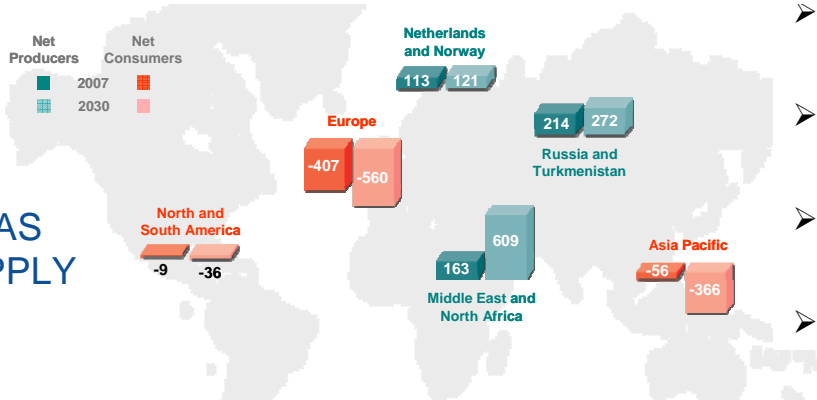 Netherlands
and Norway
Net Net
Producers Consumers
2007
2030
113 121
Europe
214 272
-407 -560
Russia and
Turkmenistan
North and
South America
AS
PPLY
-9 -36
609
163
Asia Pacific
-56
-366
Middle East and
North Africa